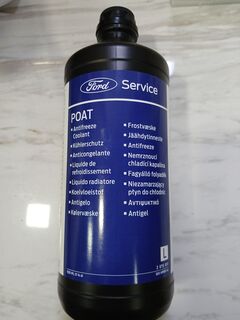 Ford Service
POAT
• Antifreeze
Coolant
• Kühlerschutz
• Anticongelante
• Liquide de
refroidissement
• Liquido radiatore
• Koelvloeistof
• Antigelo
• Kølervæske
• Frostvæske
• Jäähdytinneste
• Antifreeze
• Nemrznoucí
chladicí kapalina
• Fagyálló folyadék
• Niezamarzający
płyn do chłodnic
• Αντιψυκτικό
• Antigel
L